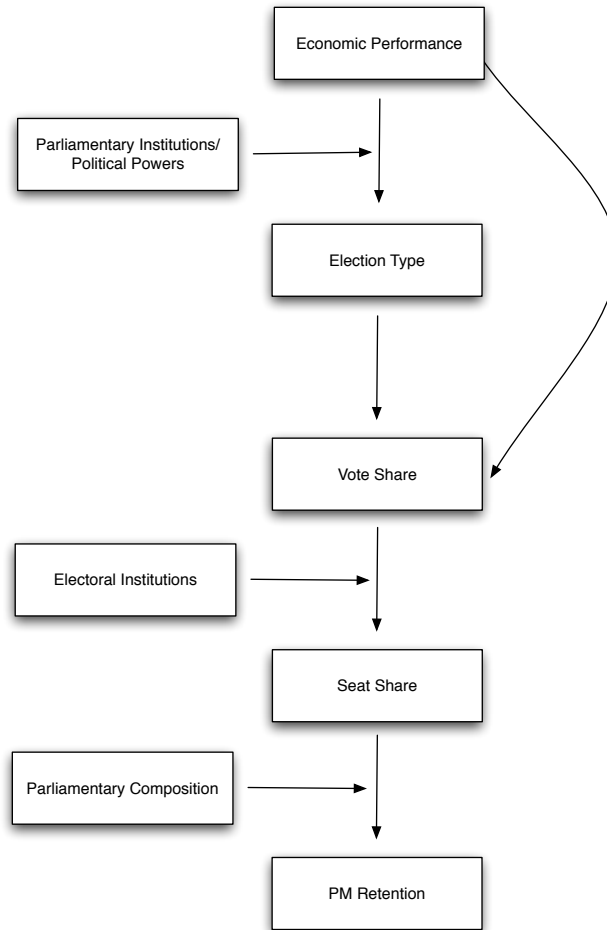 Economic Performance
Parliamentary Institutions/
Political Powers
Election Type
Vote Share
Electoral Institutions
Seat Share
Parliamentary Composition
PM Retention